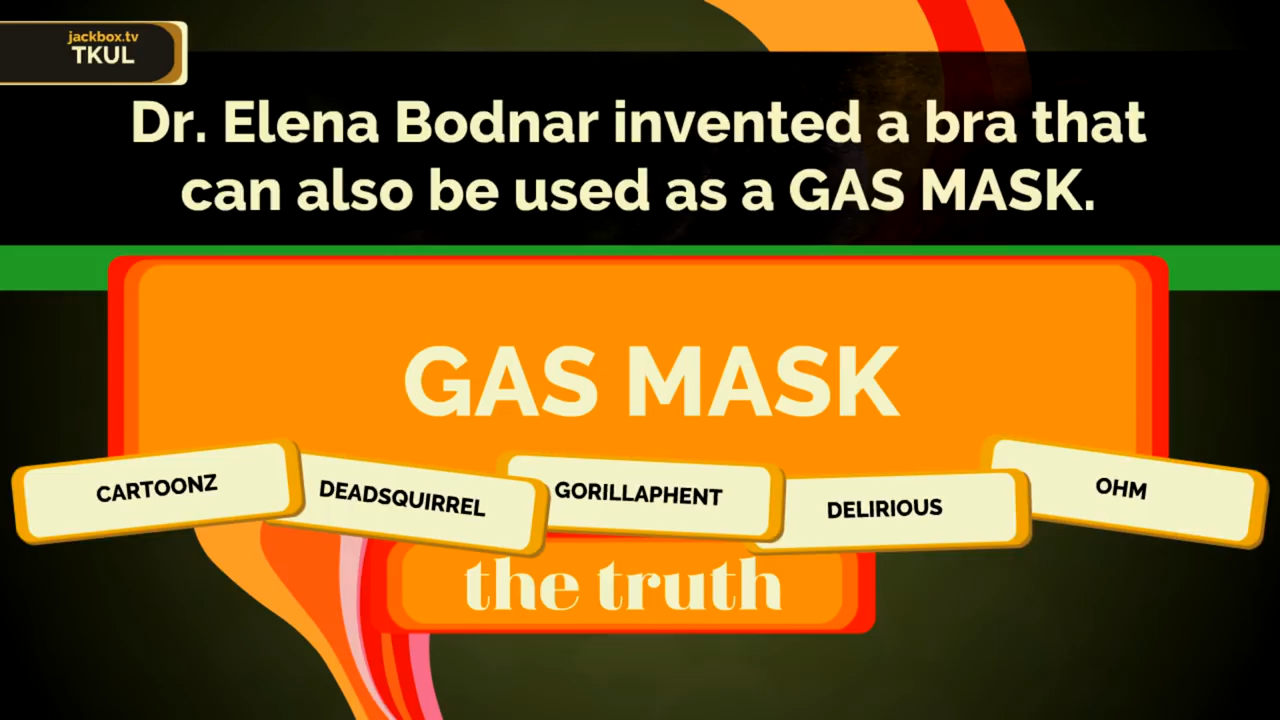 jackbox.tv
TKUL
Dr. Elena Bodnar invented a bra that
can also be used as a GAS MASK.
GAS MASK
CARTOONZ
DEADSQUIRREL
GORILLAPHENT
DELIRIOUS
OHM
the truth